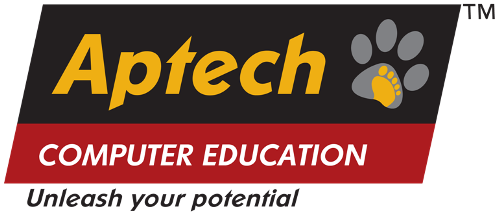 TM
Aptech
COMPUTER EDUCATION
Unleash your potential